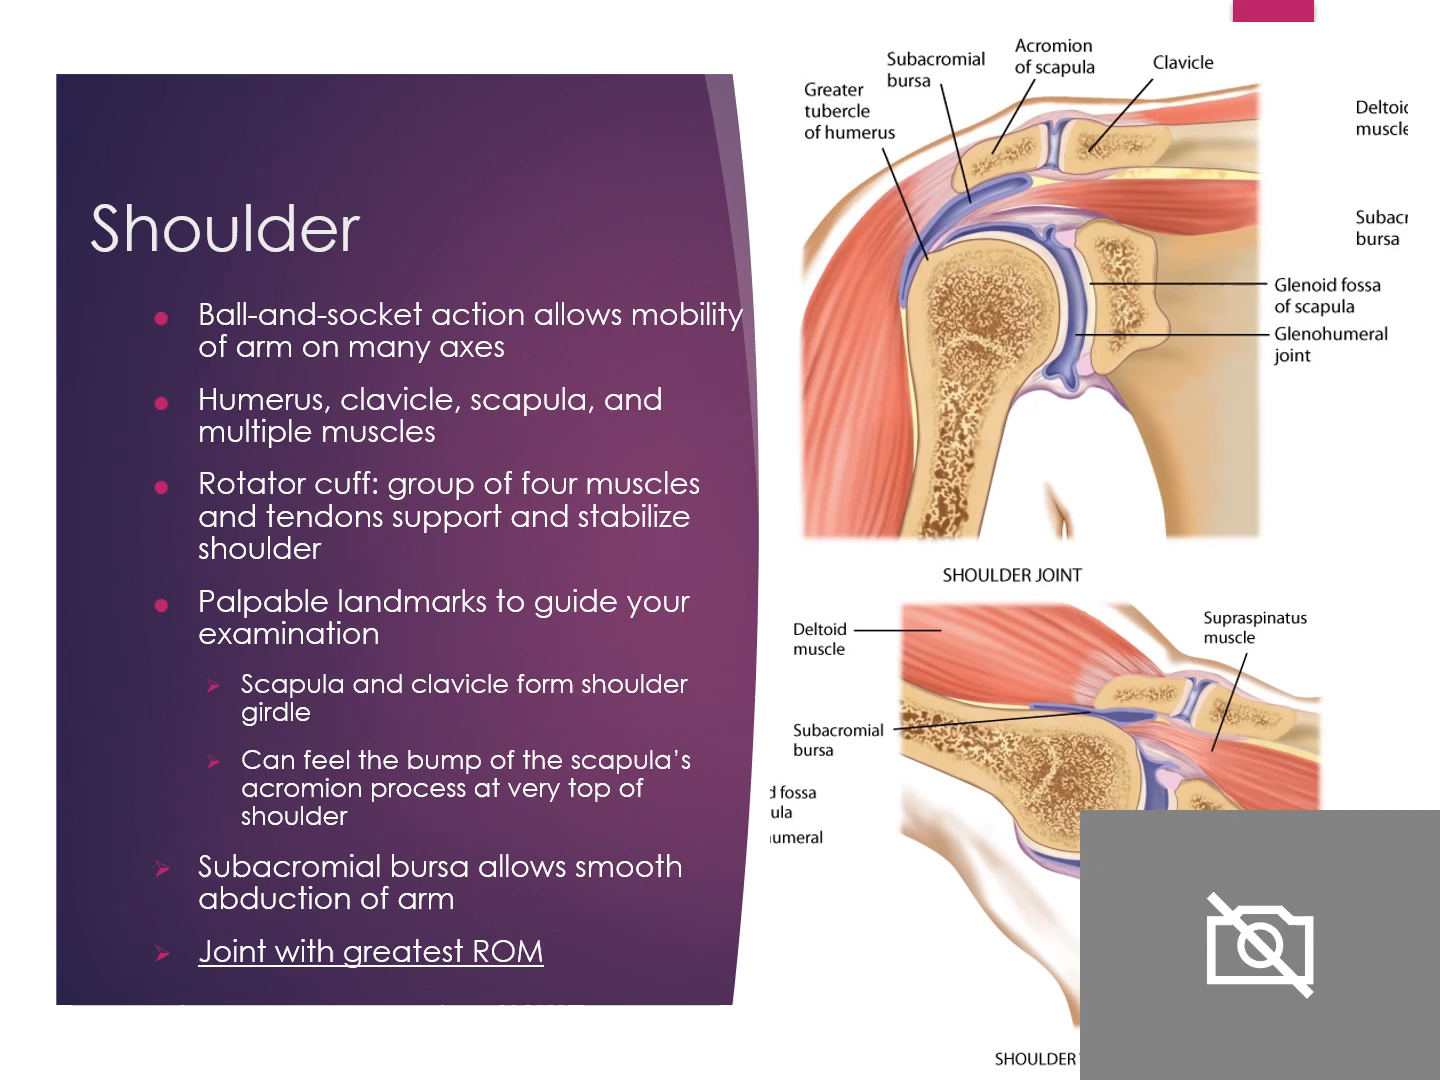 Shoulder
Ball-and-socket action allows mobility
of arm on many axes
Humerus, clavicle, scapula, and
multiple muscles
Rotator cuff: group of four muscles
and tendons support and stabilize
shoulder
Palpable landmarks to guide your
examination
Scapula and clavicle form shoulder
girdle
Can feel the bump of the scapula’s
acromion process at very top of
shoulder
Subacromial bursa allows smooth
abduction of arm
Joint with greatest ROM
Subacromial
bursa
Acromion
of scapula
Clavicle
Greater
tubercle
of humerus
muscle
bursa
Glenoid fossa
of scapula
Glenohumeral
joint
SHOULDER JOINT
Deltoid
muscle
Supraspinatus
muscle
Subacromial
bursa
fossa
SHOULDER